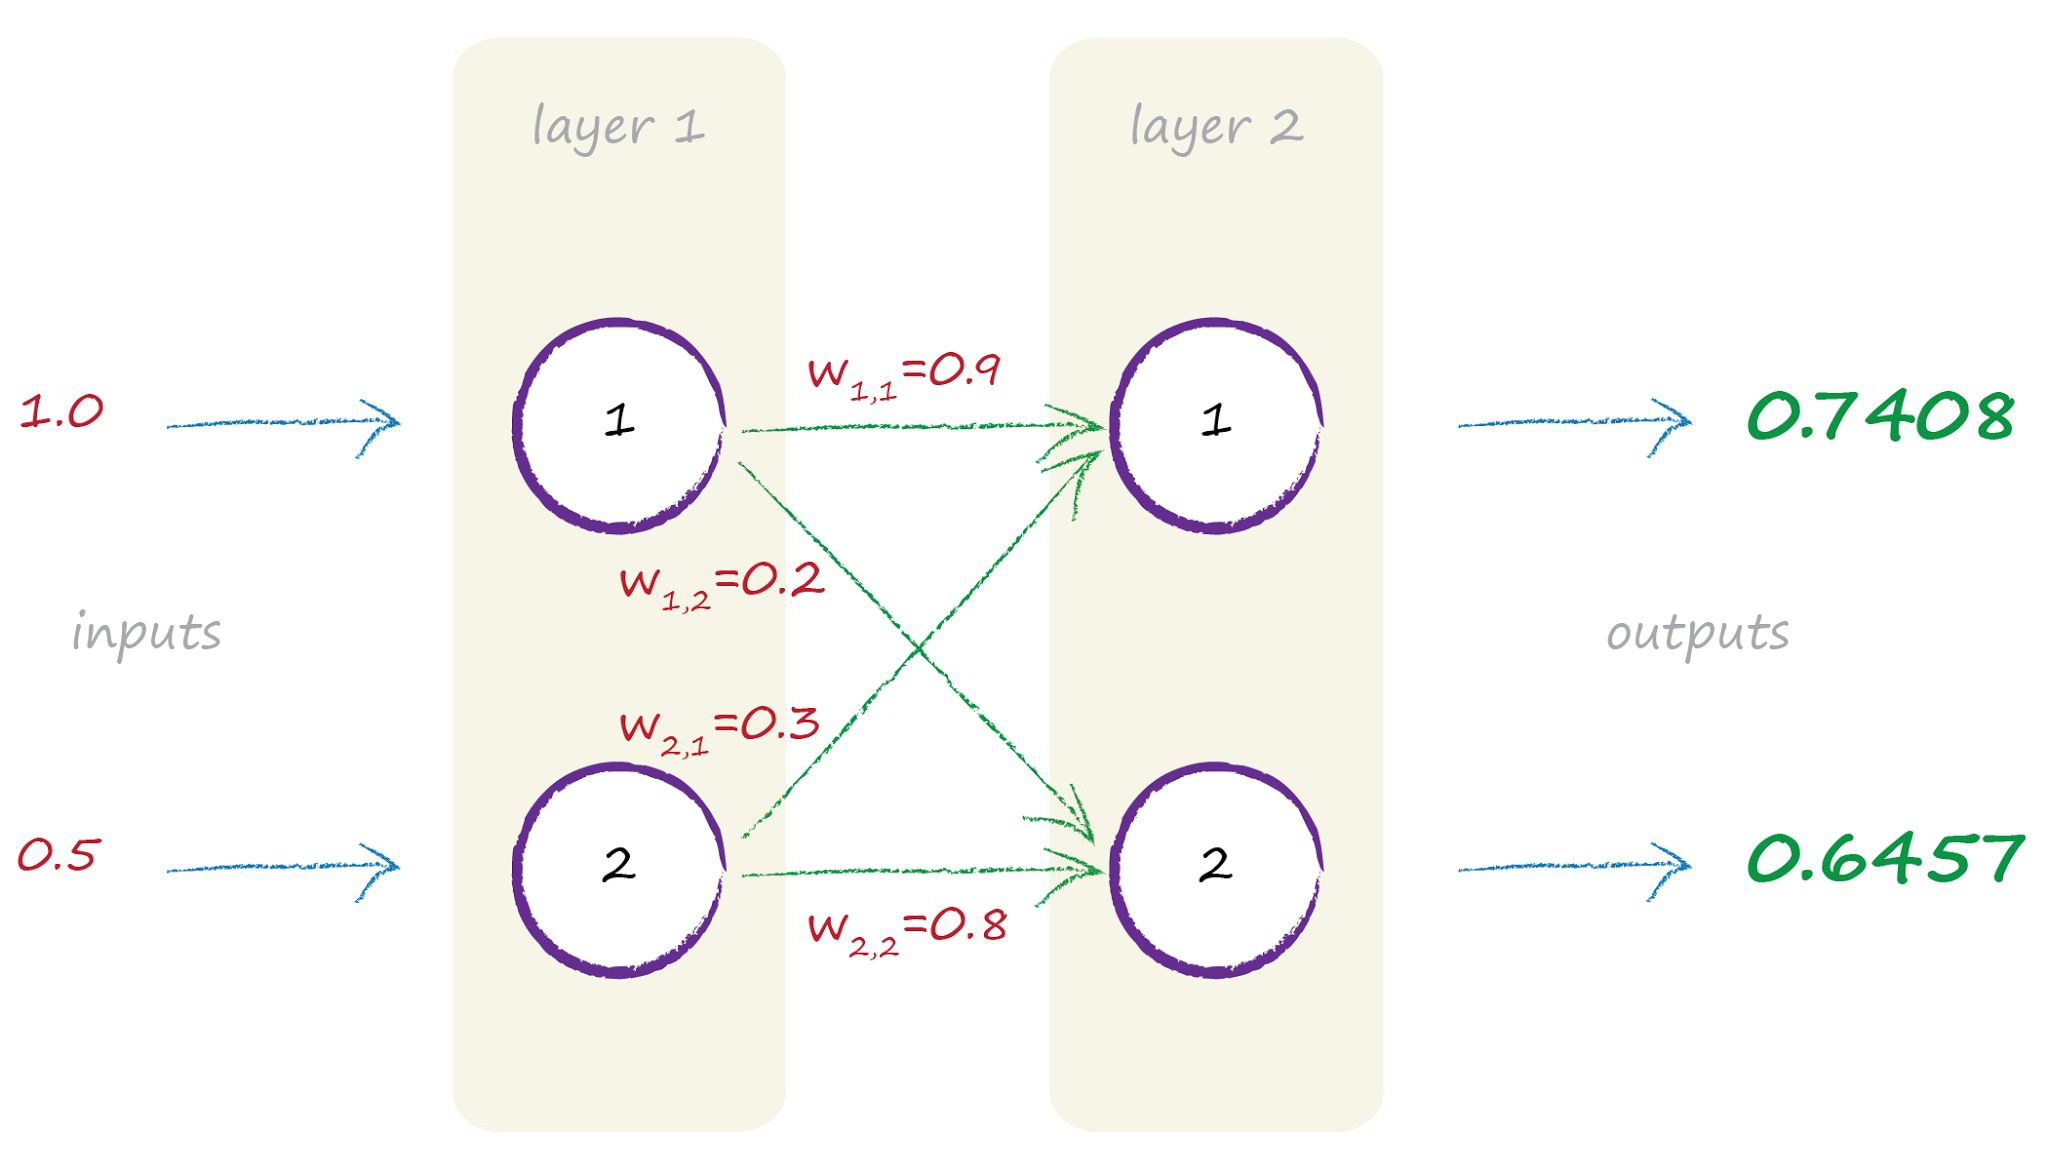 layer 1
layer 2
1.0
1
w1,1=0.9
1
0.7408
w1,2=0.2
inputs
outputs
w2,1=0.3
0.5
2
w2,2=0.8
2
0.6457